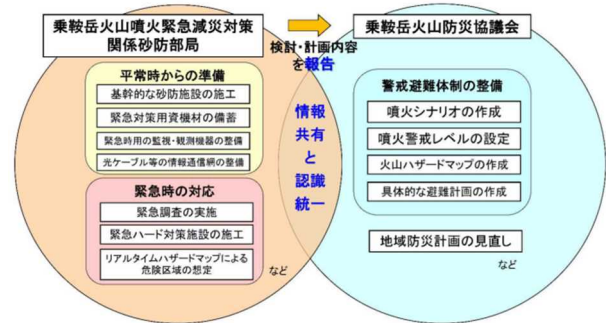 乗鞍岳火山噴火緊急減災対策
関係砂防部局
検討・計画内容
を報告
乗鞍岳火山防災協議会
平常時からの準備
基幹的な砂防施設の施工
緊急対策用資機材の備蓄
緊急時用の監視・観測機器の整備
光ケーブル等の情報通信網の整備
緊急時の対応
緊急調査の実施
緊急ハード対策施設の施工
リアルタイムハザードマップによる
危険区域の想定
など
情報
共有
と
認識
統一
警戒避難体制の整備
噴火シナリオの作成
噴火警戒レベルの設定
火山ハザードマップの作成
具体的な避難計画の作成
地域防災計画の見直し
など